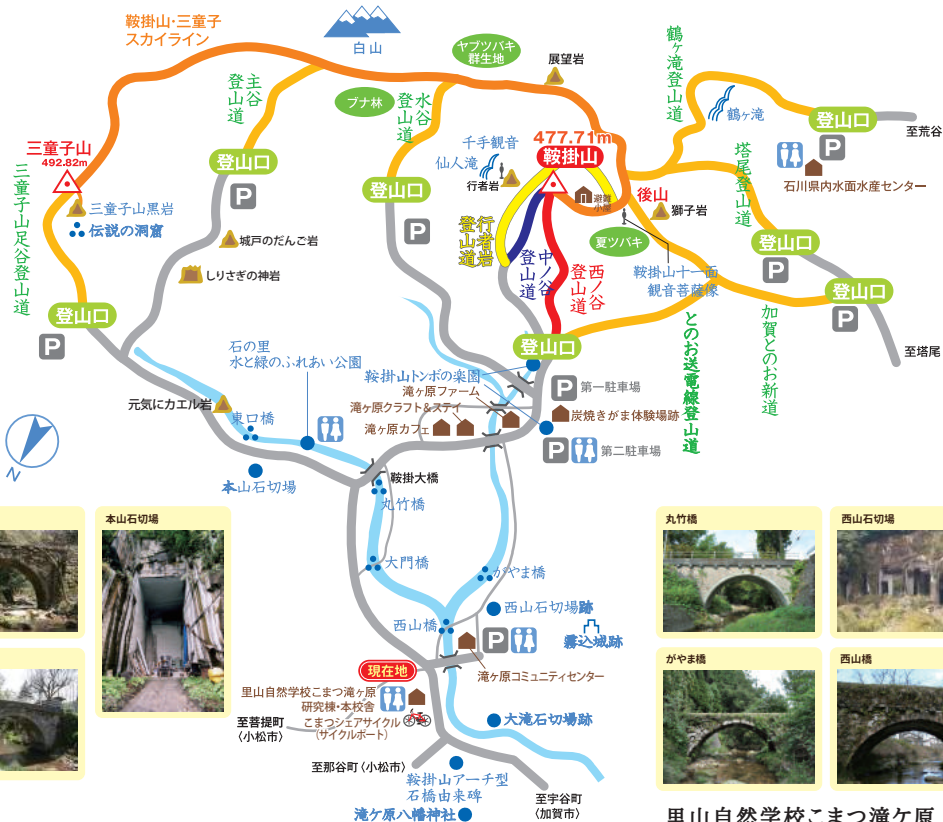 鞍掛山・三童子
スカイライン
白山
ヤブツバキ
群生地
展望岩
鶴ヶ滝登山道
鶴ヶ滝
登山口
P
至荒谷
主谷
登山道
ブナ林
水谷
登山道
477.71m
鞍掛山
千手観音
仙人滝
行者岩
避難
小屋
後山
獅子岩
塔尾登山道
石川県内水面水産センター
三童子山
492.82m
登山口
P
登山口
P
三童子山黒岩
伝説の洞窟
三童子山足谷登山道
城戸のだんご岩
しりさぎの神岩
行者岩
登山道
中ノ谷
登山道
西ノ谷
登山道
夏ツバキ
鞍掛山十一面
観音菩薩像
登山口
P
登山口
P
至塔尾
加賀とのお新道
とのお送電線登山道
登山口
P
登山口
石の里
水と緑のふれあい公園
鞍掛山トンボの楽園
P
第一駐車場
滝ヶ原ファーム
滝ヶ原クラフト&ステイ
滝ヶ原カフェ
炭焼きがま体験場跡
P
第二駐車場
元気にカエル岩
東口橋
本山石切場
鞍掛大橋
丸竹橋
N
大門橋
がやま橋
西山橋
西山石切場跡
霧込城跡
P
滝ヶ原コミュニティセンター
現在地
里山自然学校こまつ滝ヶ原
研究棟・本校舎
こまつシェアサイクル
(サイクルポート)
至菩提町
〈小松市〉
大滝石切場跡
至那谷町〈小松市〉
鞍掛山アーチ型
石橋由来碑
至宇谷町
〈加賀市〉
滝ケ原八幡神社
本山石切場
丸竹橋
西山石切場
がやま橋
西山橋
里山自然学校こまつ滝ケ原